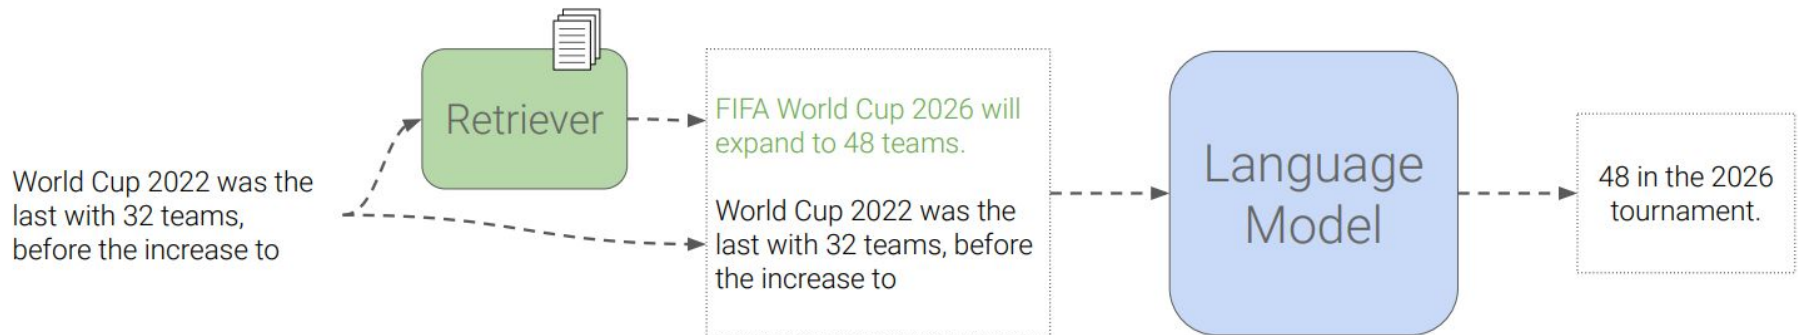 World Cup 2022 was the
last with 32 teams,
before the increase to
Retriever
FIFA World Cup 2026 will
expand to 48 teams.
World Cup 2022 was the
last with 32 teams, before
the increase to
Language
Model
48 in the 2026
tournament.